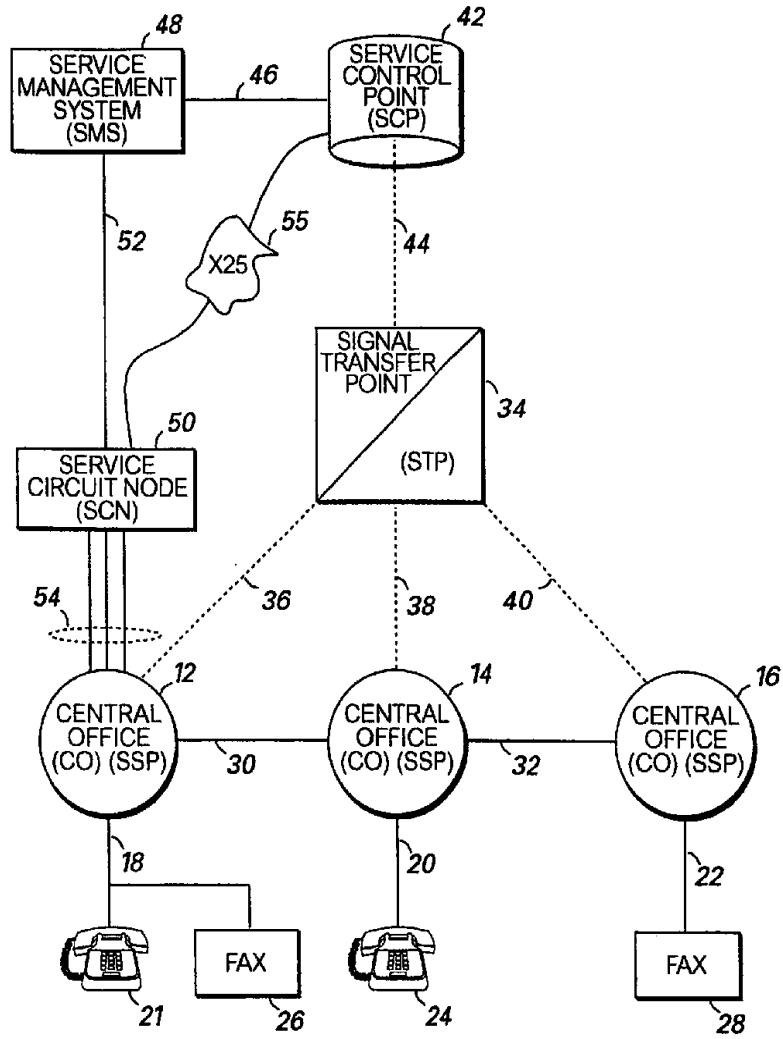 48
SERVICE
MANAGEMENT
SYSTEM
(SMS)
46
42
SERVICE
CONTROL
POINT
(SCP)
52
55
X25
44
SIGNAL
TRANSFER
POINT
(STP)
34
50
SERVICE
CIRCUIT NODE
(SCN)
54
36
38
40
12
CENTRAL
OFFICE
(CO) (SSP)
30
14
CENTRAL
OFFICE
(CO) (SSP)
32
16
CENTRAL
OFFICE
(CO) (SSP)
18
20
22
21
FAX
26
24
FAX
28